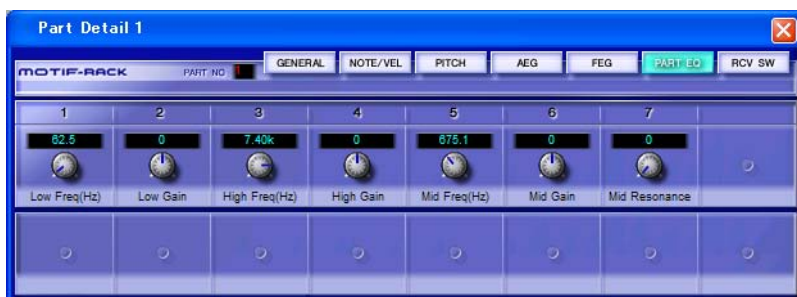 Part Detail 1
MOTIF-RACK PART NO 1 GENERAL NOTE/VEL PITCH AEG FEG PART EQ RCV SW
1 2 3 4 5 6 7
62.5 0 7.40k 0 675.1 0 0
Low Freq(Hz) Low Gain High Freq(Hz) High Gain Mid Freq(Hz) Mid Gain Mid Resonance